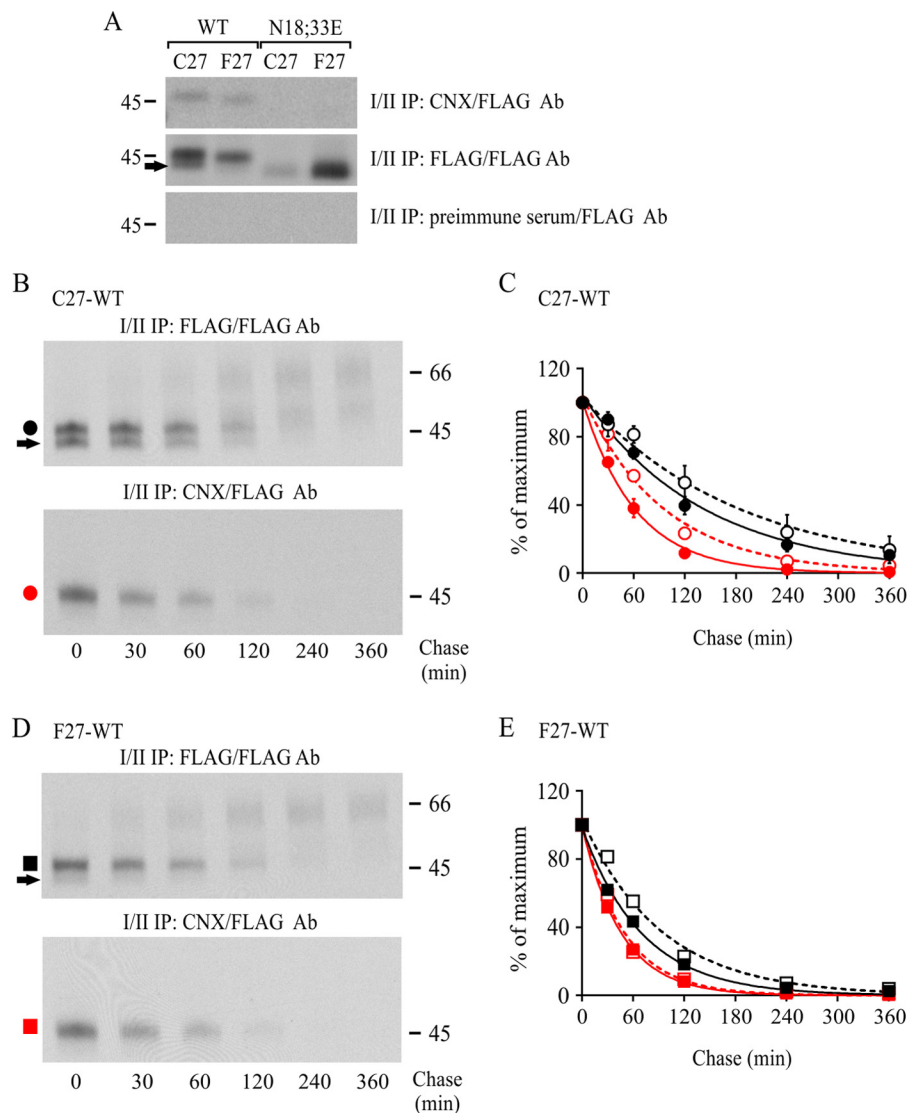 A
WT N18;33E
C27 F27 C27 F27
45 I/II IP: CNX/FLAG Ab
45 I/II IP: FLAG/FLAG Ab
45 I/II IP: preimmune serum/FLAG Ab
B
C27-WT
I/II IP: FLAG/FLAG Ab
66
45
I/II IP: CNX/FLAG Ab
45
0 30 60 120 240 360 Chase
(min)
C
C27-WT
% of maximum
120
80
40
0
0 60 120 180 240 300 360
Chase (min)
D
F27-WT
I/II IP: FLAG/FLAG Ab
66
45
I/II IP: CNX/FLAG Ab
45
0 30 60 120 240 360 Chase
(min)
E
F27-WT
% of maximum
120
80
40
0
0 60 120 180 240 300 360
Chase (min)